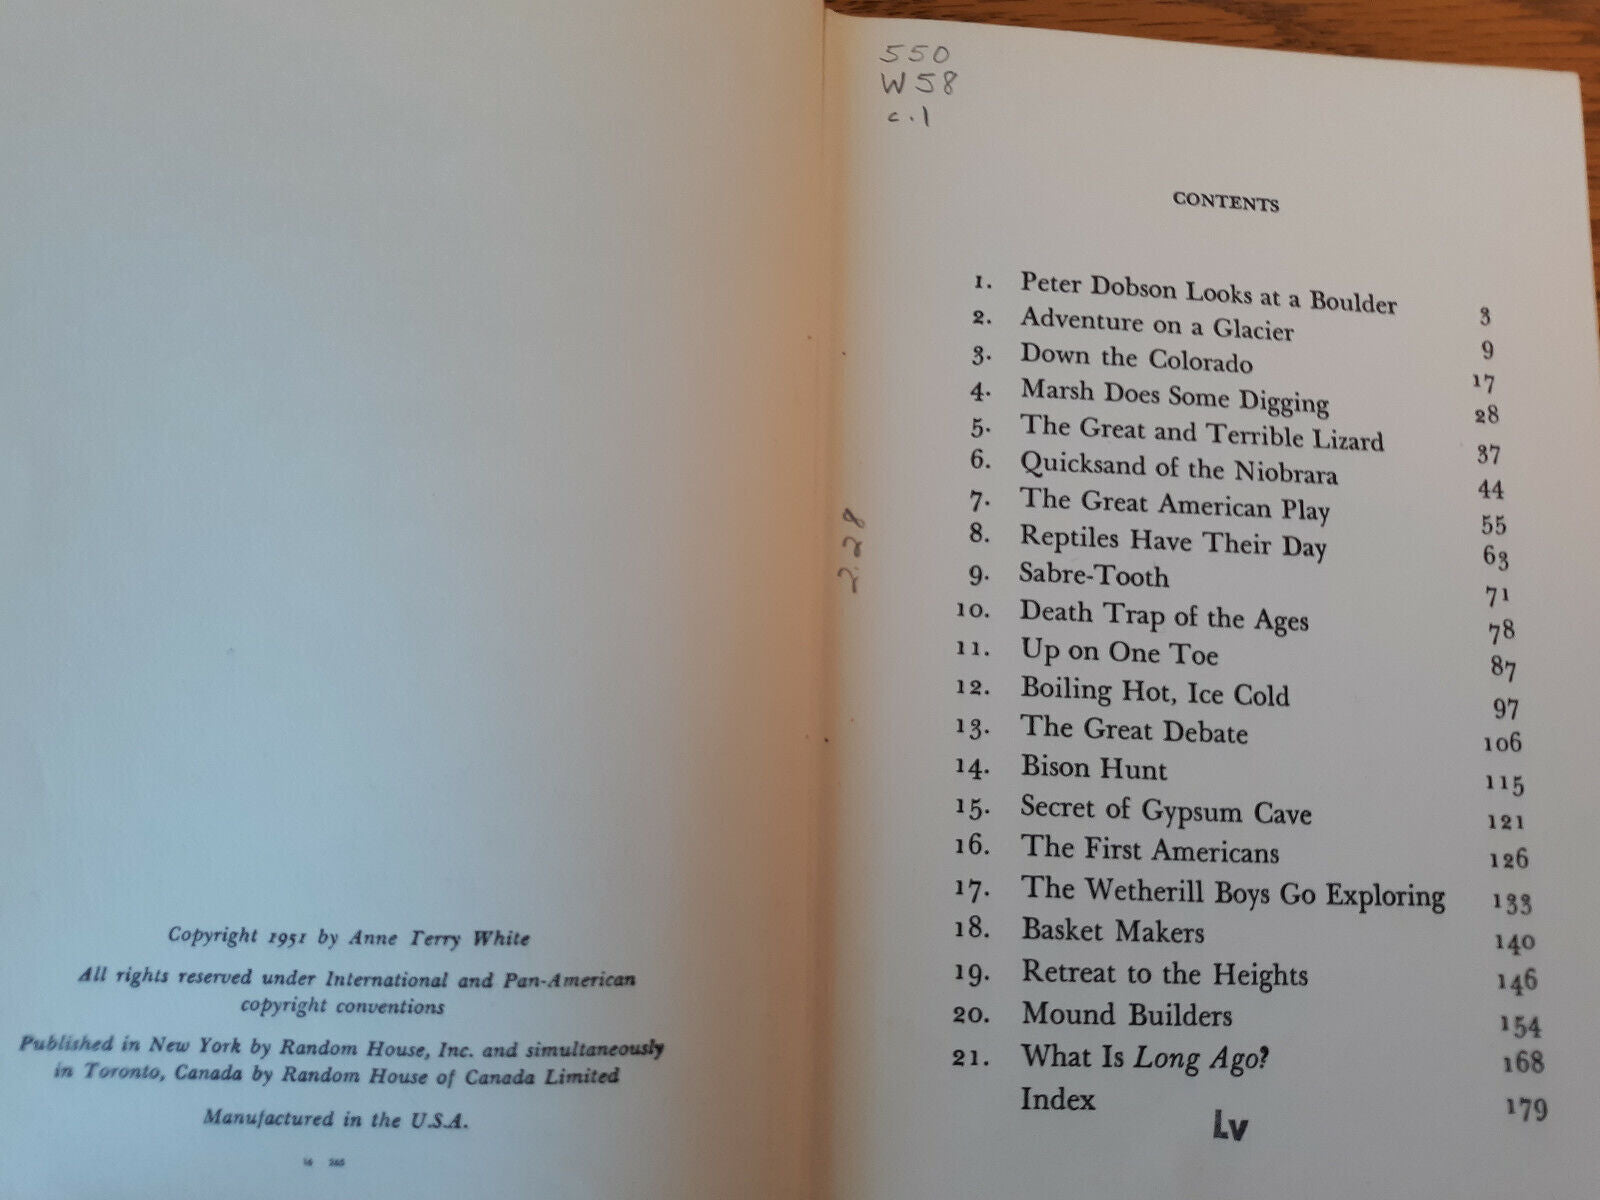 Copyright 1951 by Anne Terry White
All rights reserved under International and Pan-American
copyright conventions
Published in New York by Random House, Inc. and simultaneously
in Toronto, Canada by Random House of Canada Limited
Manufactured in the U.S.A.
550
W58
c.1
2.28
CONTENTS
1. Peter Dobson Looks at a Boulder 3
2. Adventure on a Glacier 9
3. Down the Colorado 17
4. Marsh Does Some Digging 28
5. The Great and Terrible Lizard 37
6. Quicksand of the Niobrara 44
7. The Great American Play 55
8. Reptiles Have Their Day 63
9. Sabre-Tooth 71
10. Death Trap of the Ages 78
11. Up on One Toe 87
12. Boiling Hot, Ice Cold 97
13. The Great Debate 106
14. Bison Hunt 115
15. Secret of Gypsum Cave 121
16. The First Americans 126
17. The Wetherill Boys Go Exploring 133
18. Basket Makers 140
19. Retreat to the Heights 146
20. Mound Builders 154
21. What Is Long Ago? 168
Index 179
Lv